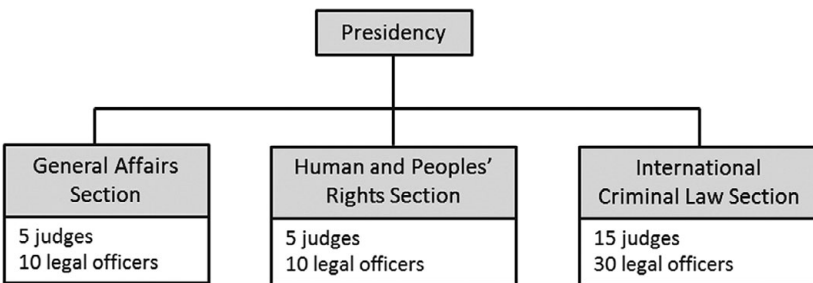 Presidency
General Affairs
Section
5 judges
10 legal officers
Human and Peoples’
Rights Section
5 judges
10 legal officers
International
Criminal Law Section
15 judges
30 legal officers